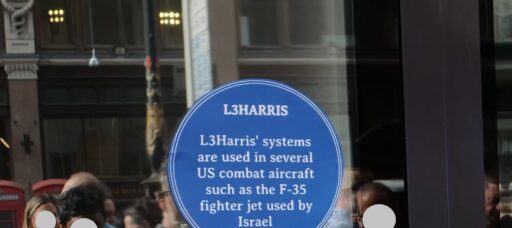 L3HARRIS
L3Harris' systems
are used in several
US combat aircraft
such as the F-35
fighter jet used by
Israel
28